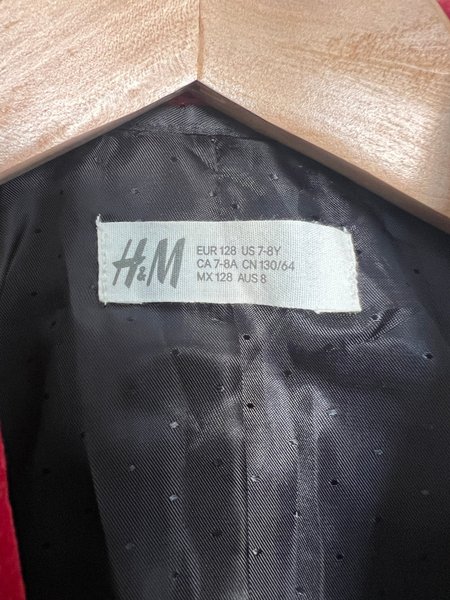 H&M
EUR 128 US 7-8Y
CA 7-8A CN 130/64
MX 128 AUS 8